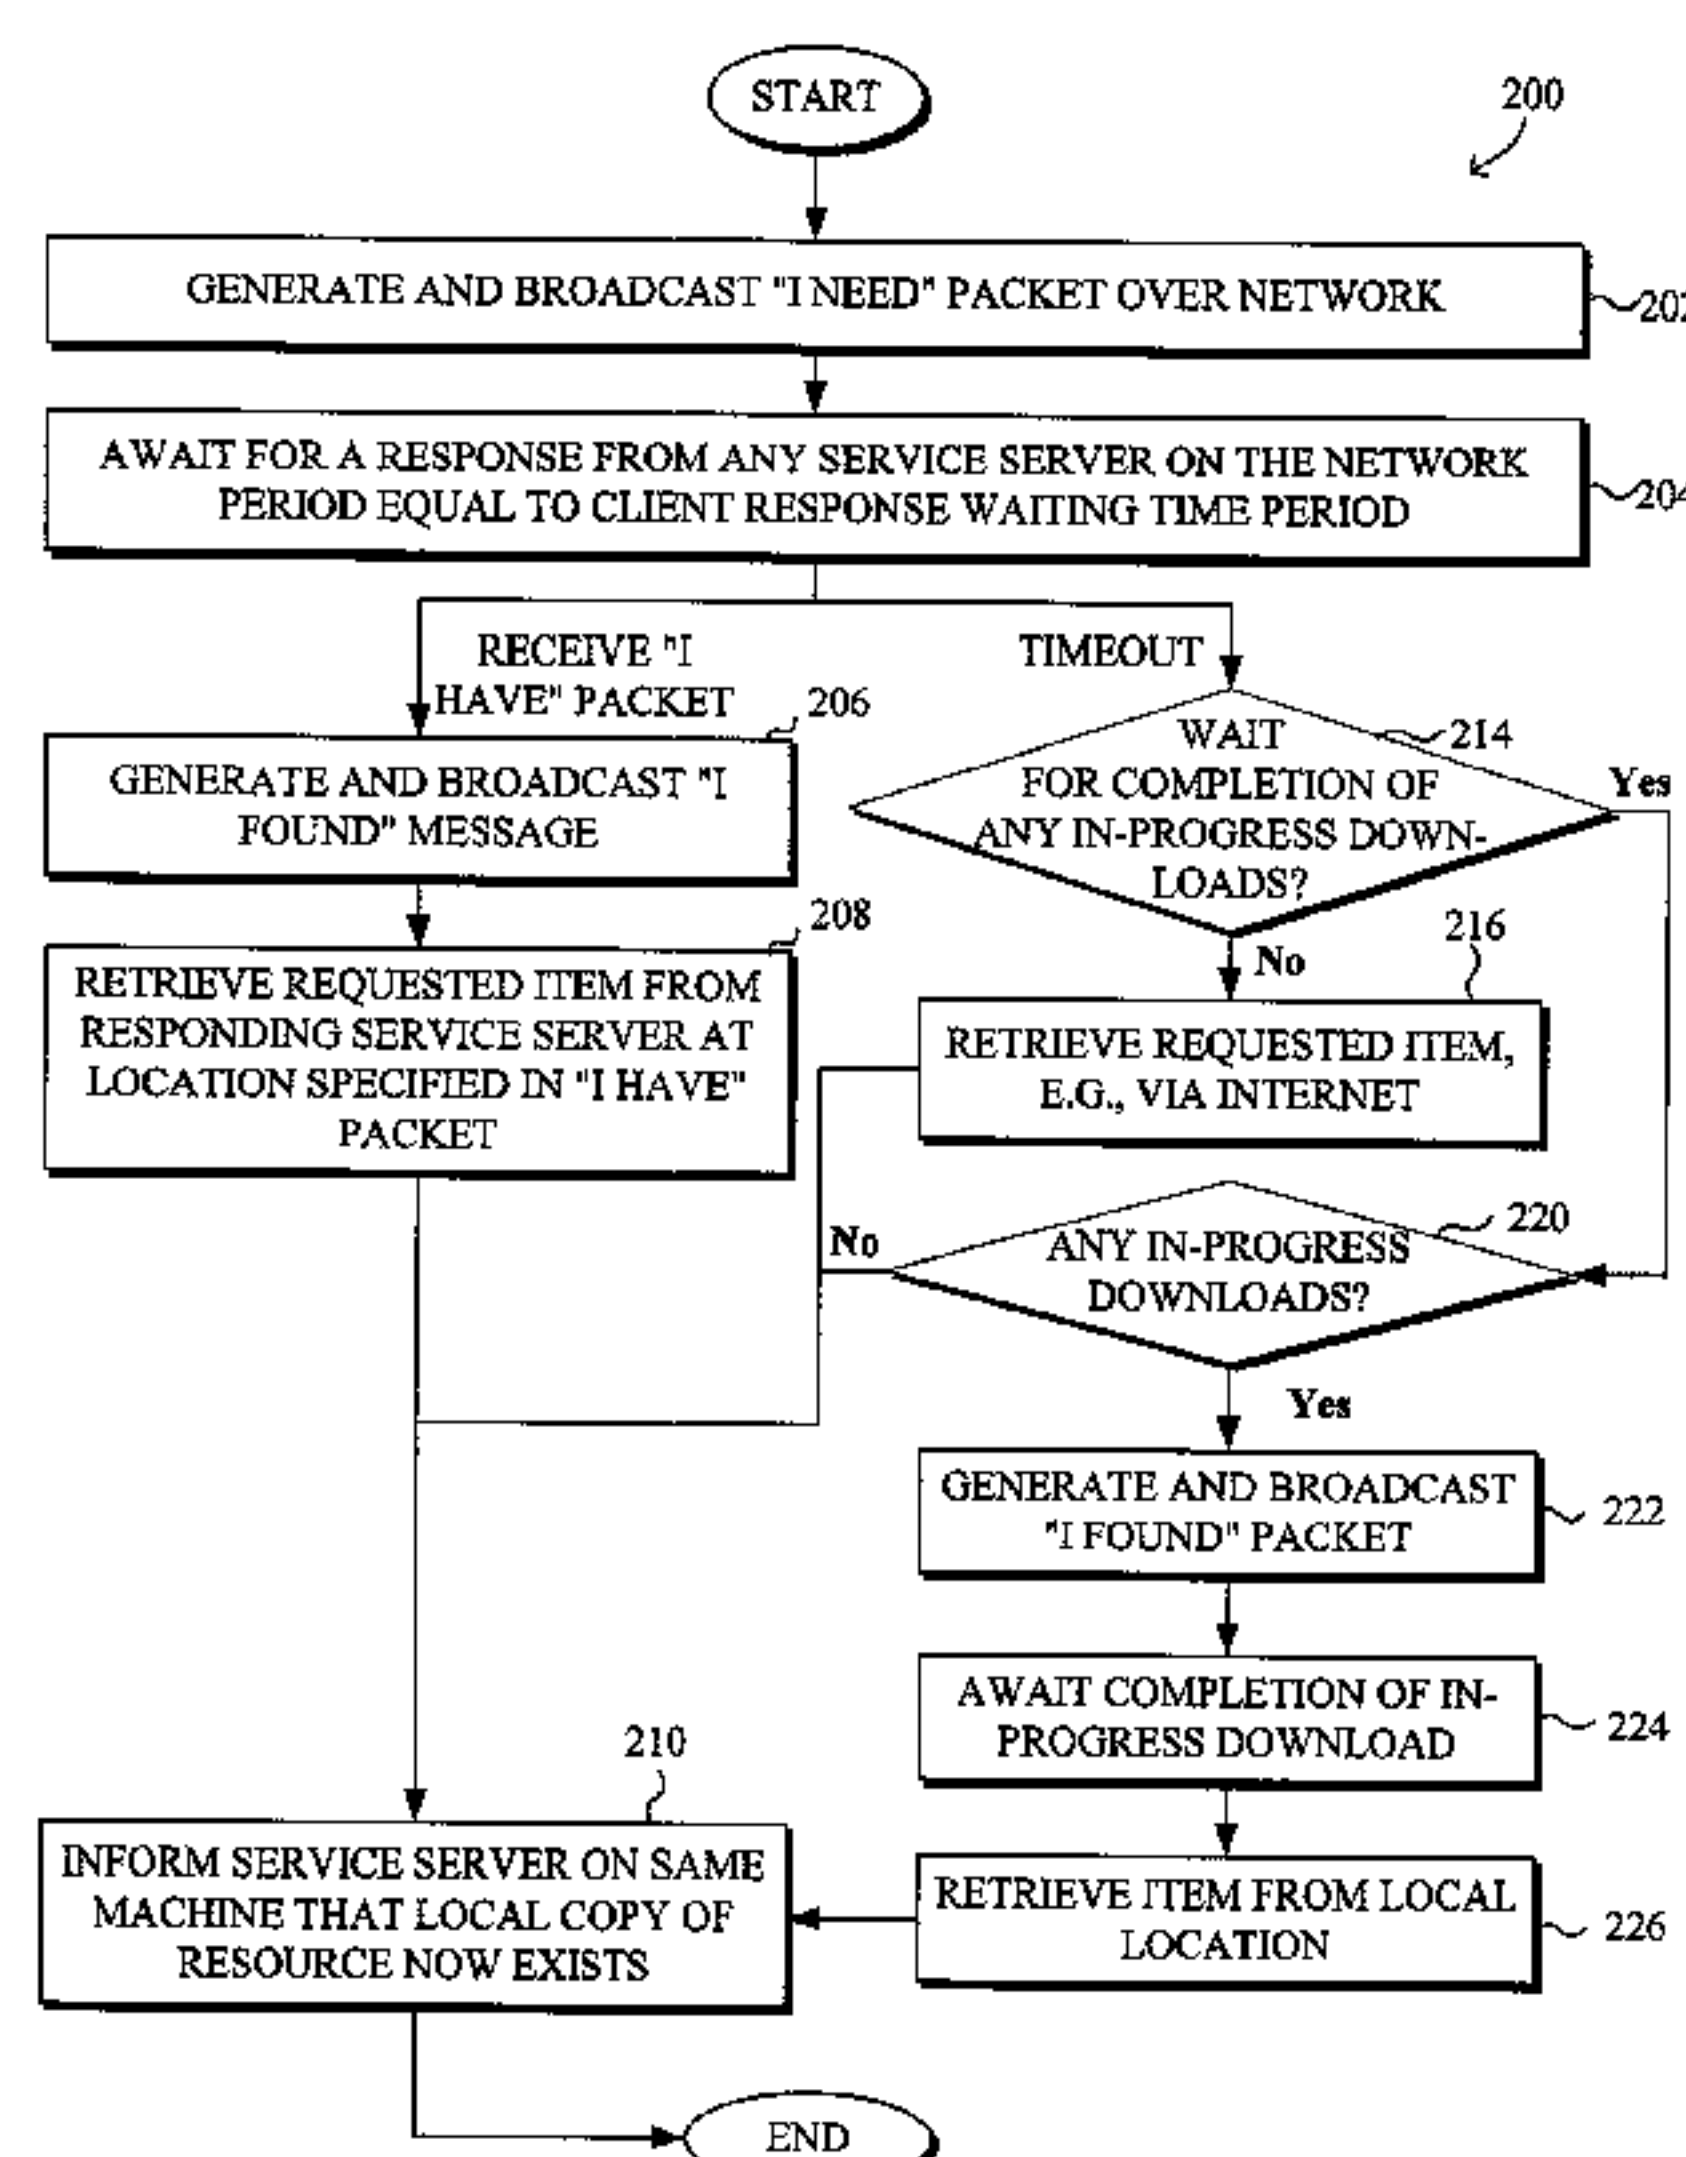 START
200
GENERATE AND BROADCAST "I NEED" PACKET OVER NETWORK
202
AWAIT FOR A RESPONSE FROM ANY SERVICE SERVER ON THE NETWORK
PERIOD EQUAL TO CLIENT RESPONSE WAITING TIME PERIOD
204
RECEIVE "I
HAVE" PACKET
TIMEOUT
206
GENERATE AND BROADCAST "I
FOUND" MESSAGE
214
WAIT
FOR COMPLETION OF
ANY IN-PROGRESS DOWN-
LOADS?
Yes
No
208
RETRIEVE REQUESTED ITEM FROM
RESPONDING SERVICE SERVER AT
LOCATION SPECIFIED IN "I HAVE"
PACKET
216
RETRIEVE REQUESTED ITEM,
E.G., VIA INTERNET
220
No
ANY IN-PROGRESS
DOWNLOADS?
Yes
GENERATE AND BROADCAST
"I FOUND" PACKET
222
AWAIT COMPLETION OF IN-
PROGRESS DOWNLOAD
224
210
INFORM SERVICE SERVER ON SAME
MACHINE THAT LOCAL COPY OF
RESOURCE NOW EXISTS
RETRIEVE ITEM FROM LOCAL
LOCATION
226
END